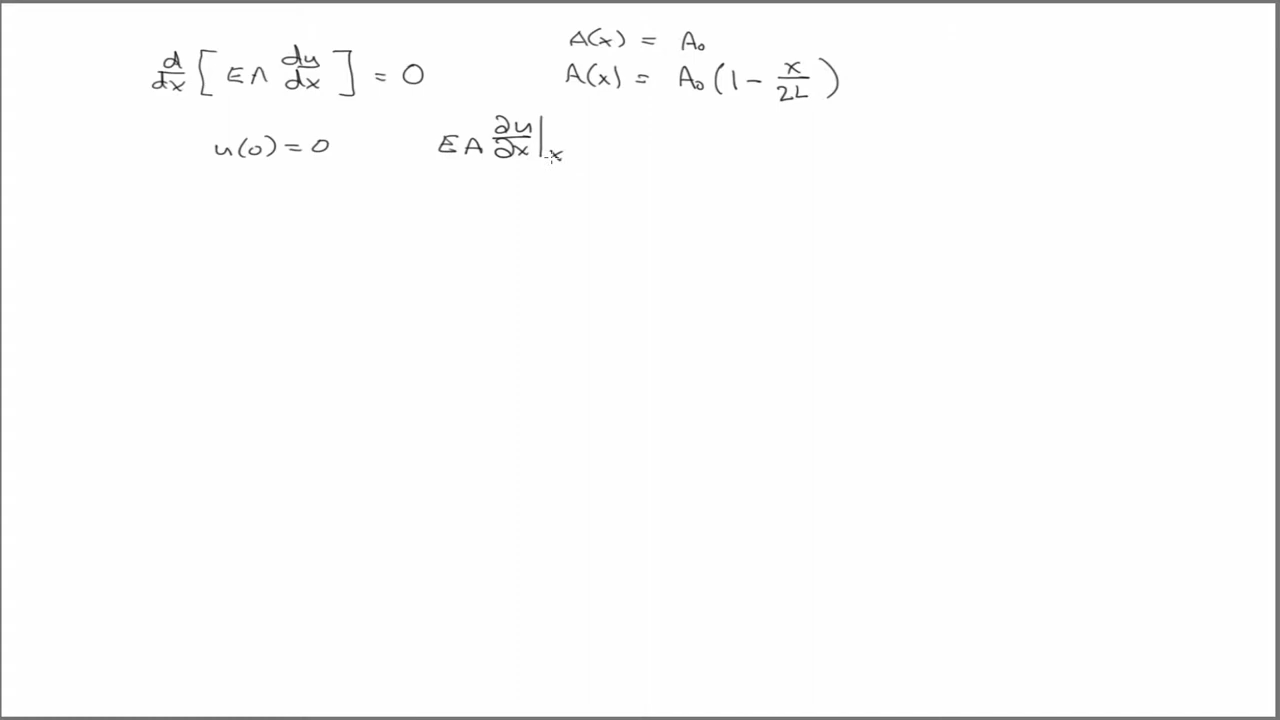 A(x) = A₀
d/dx [ EA du/dx ] = 0 A(x) = A₀ (1 - x/2L )
u(0) = 0 EA ∂u/∂x |ₓ